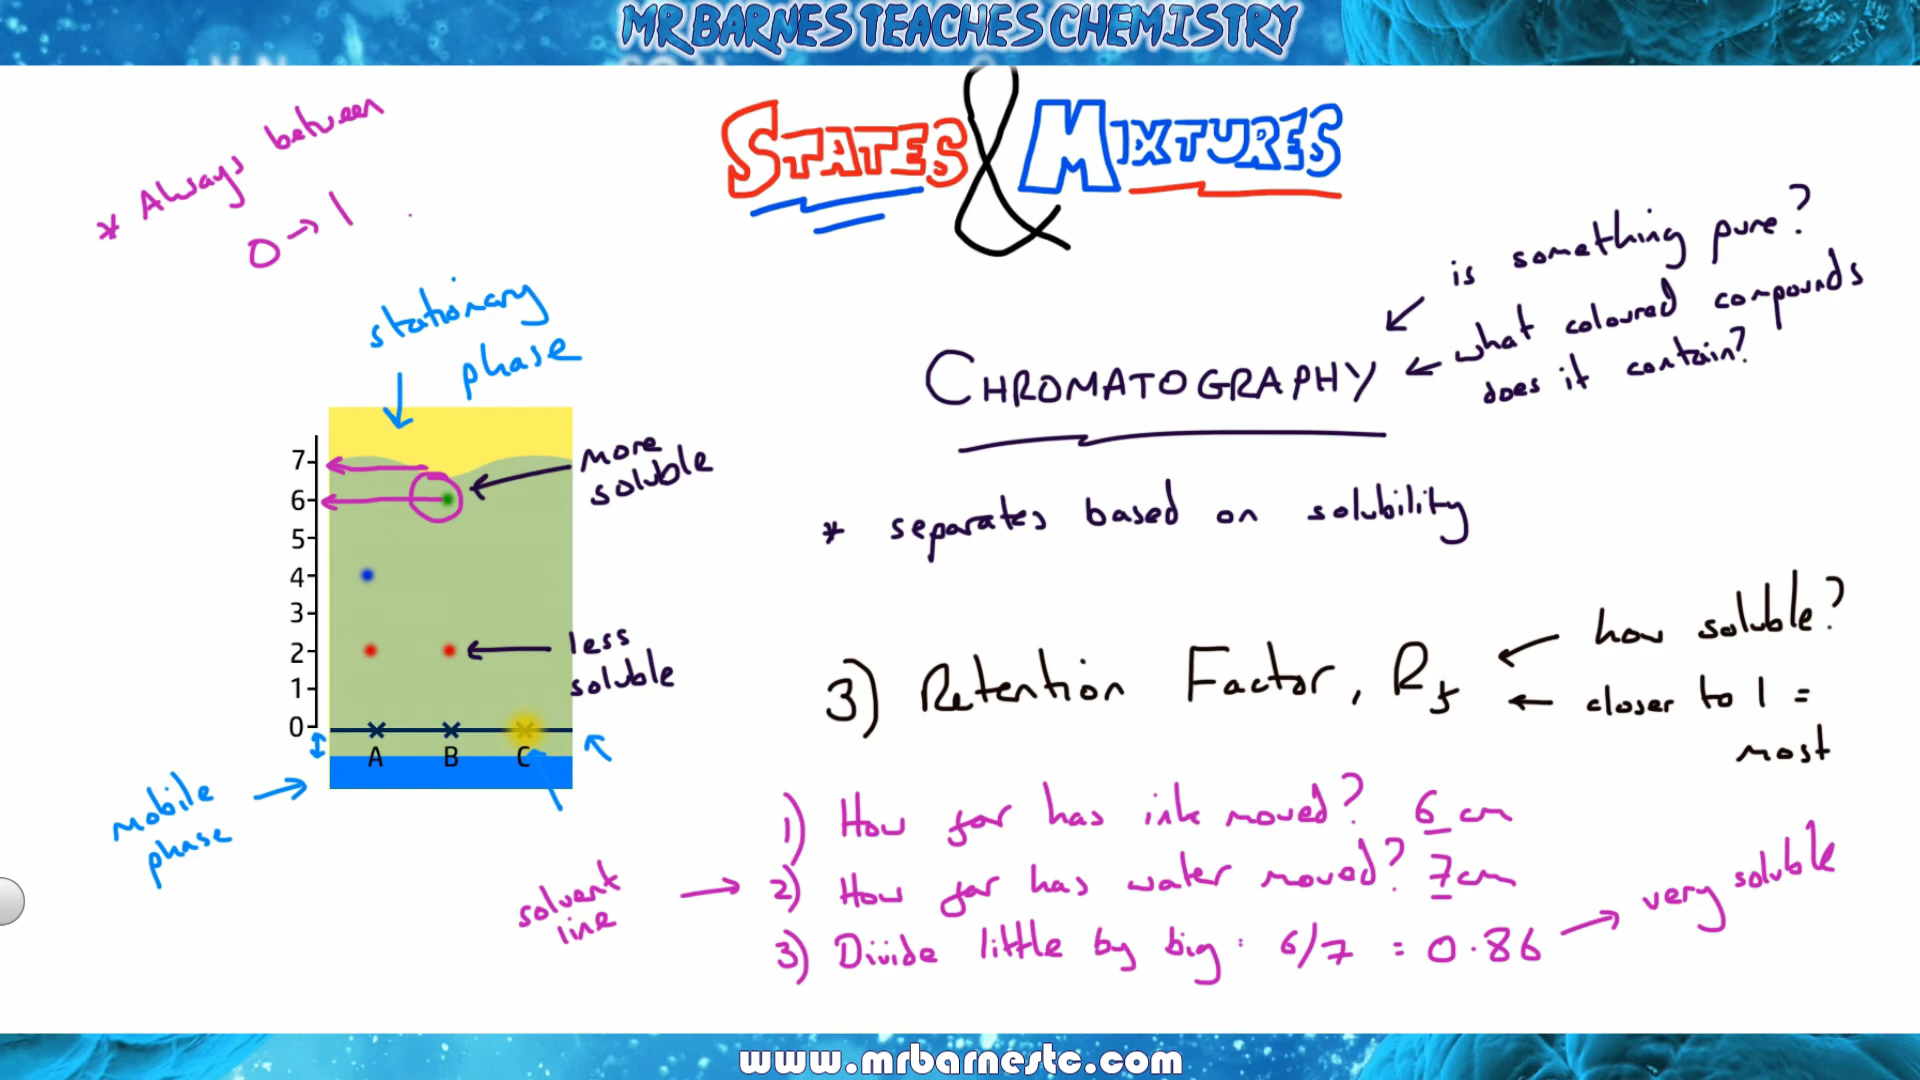 MR BARNES TEACHES CHEMISTRY
STATES & MIXTURES
* Always between
0 → 1
is something pure?
what coloured compounds
does it contain?
CHROMATOGRAPHY
* separates based on solubility
stationary
phase
more
soluble
less
soluble
7
6
5
4
3
2
1
0
A B C
mobile
phase
3) Retention Factor, Rf
how soluble?
closer to 1 =
most
1) How far has ink moved? 6 cm
solvent
line
2) How far has water moved? 7cm
3) Divide little by big: 6/7 = 0.86
very soluble
www.mrbarnestc.com